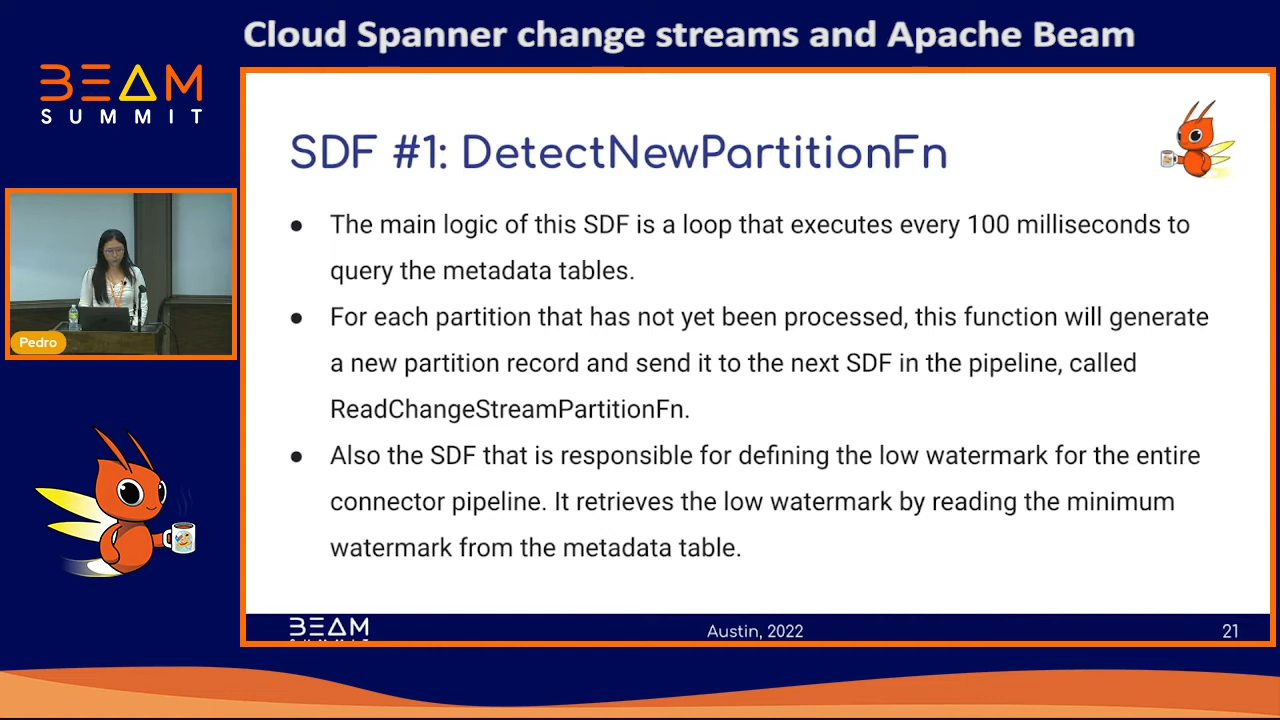 Cloud Spanner change streams and Apache Beam
BEAM
SUMMIT
SDF #1: DetectNewPartitionFn
● The main logic of this SDF is a loop that executes every 100 milliseconds to
query the metadata tables.
● For each partition that has not yet been processed, this function will generate
a new partition record and send it to the next SDF in the pipeline, called
ReadChangeStreamPartitionFn.
● Also the SDF that is responsible for defining the low watermark for the entire
connector pipeline. It retrieves the low watermark by reading the minimum
watermark from the metadata table.
Pedro
BEAM
Austin, 2022
21